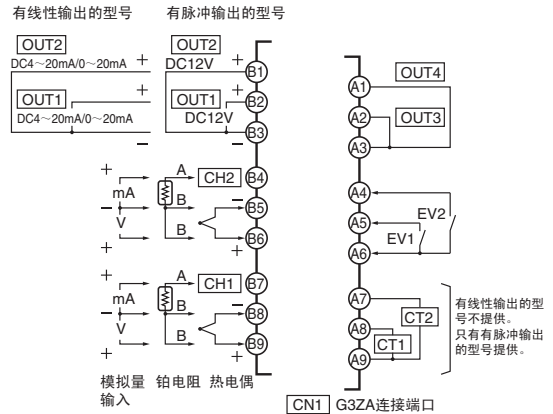 有线性输出的型号 有脉冲输出的型号
OUT2 OUT2
DC4～20mA/0～20mA + DC12V + B1 OUT4
A1
OUT1 + OUT1 + B2 A2 OUT3
DC4～20mA/0～20mA DC12V
− − B3 A3
+ A CH2 B4 A4
mA
− B − B5 A5 EV1 EV2
V
+ B + B6 A6
+ A CH1 B7 A7 有线性输出的型
mA 号不提供。
− B − B8 A8 CT1 CT2 只有有脉冲输出
V 的型号提供。
+ B + B9 A9
模拟量 铂电阻 热电偶
输入
CN1 G3ZA连接端口